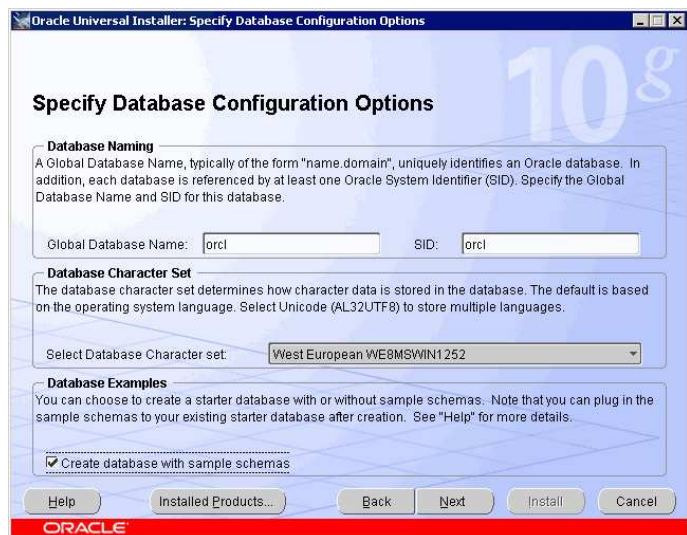 Oracle Universal Installer: Specify Database Configuration Options
10g
Specify Database Configuration Options
Database Naming
A Global Database Name, typically of the form "name.domain", uniquely identifies an Oracle database. In
addition, each database is referenced by at least one Oracle System Identifier (SID). Specify the Global
Database Name and SID for this database.
Global Database Name: orcl SID: orcl
Database Character Set
The database character set determines how character data is stored in the database. The default is based
on the operating system language. Select Unicode (AL32UTF8) to store multiple languages.
Select Database Character set: West European WE8MSWIN1252
Database Examples
You can choose to create a starter database with or without sample schemas. Note that you can plug in the
sample schemas to your existing starter database after creation. See "Help" for more details.
Create database with sample schemas
Help Installed Products... Back Next Install Cancel
ORACLE